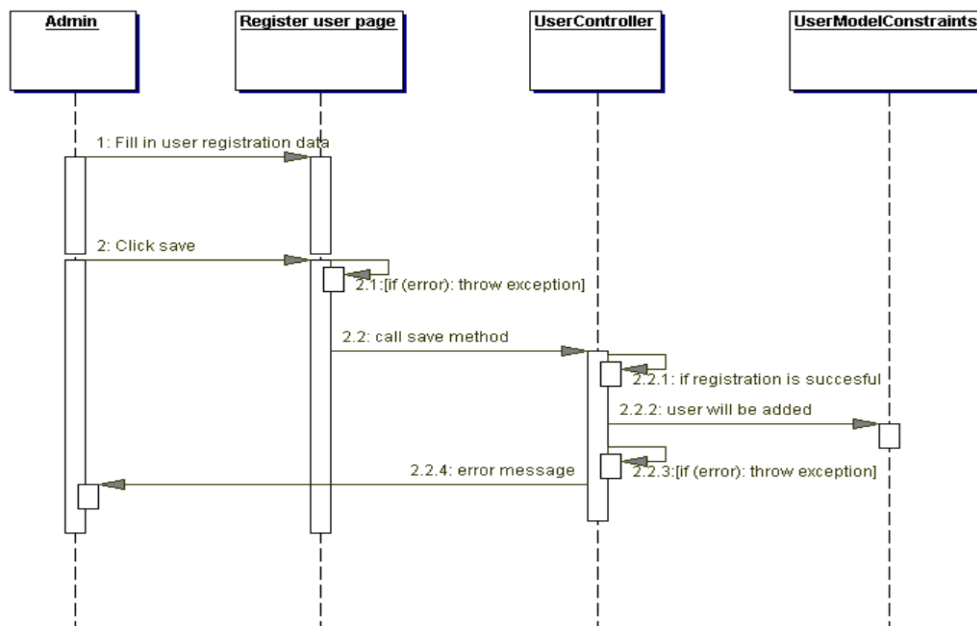 Admin
Register user page
UserController
UserModelConstraints
1: Fill in user registration data
2: Click save
2.1:[if (error): throw exception]
2.2: call save method
2.2.1: if registration is succesful
2.2.2: user will be added
2.2.3:[if (error): throw exception]
2.2.4: error message